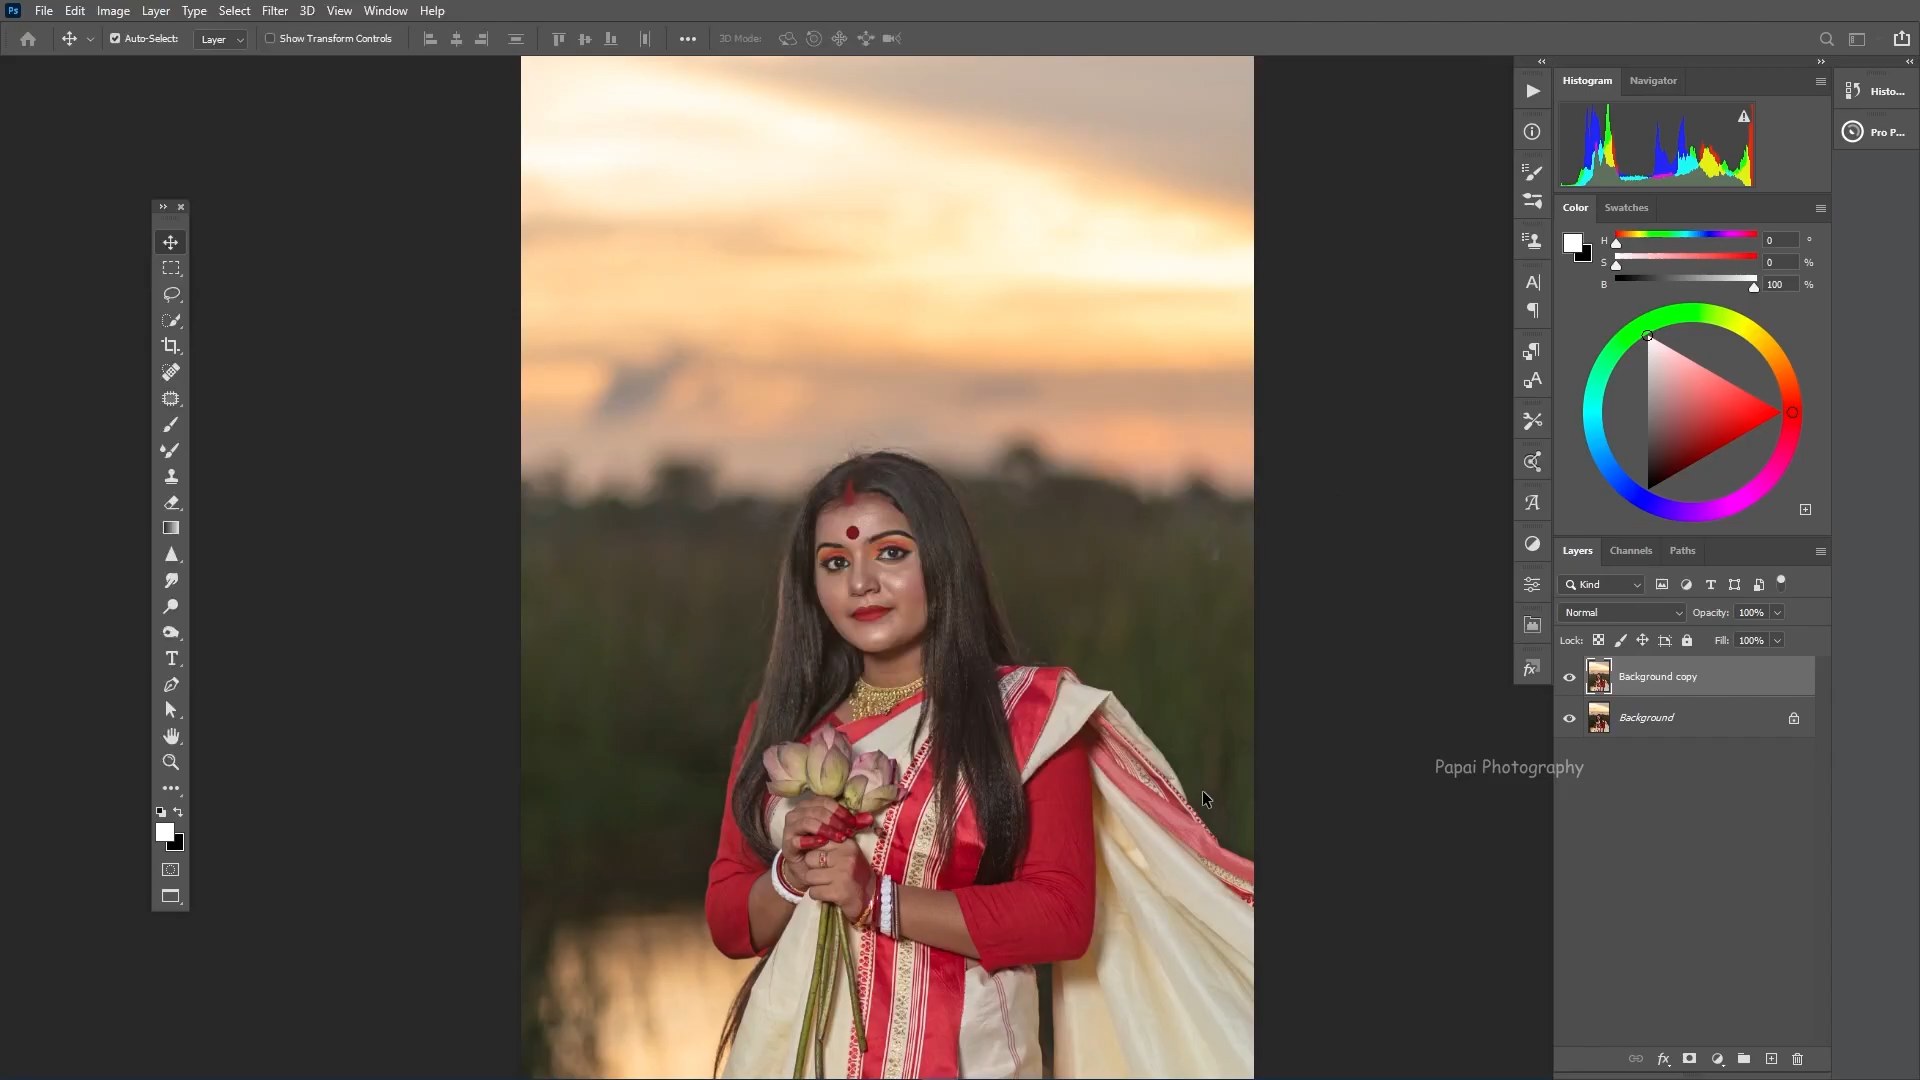 Ps File Edit Image Layer Type Select Filter 3D View Window Help
Auto-Select: Layer Show Transform Controls 3D Mode:
Histogram Navigator
Histo...
Pro P...
Color Swatches
H 0 °
S 0 %
B 100 %
Layers Channels Paths
Kind
Normal Opacity: 100%
Lock: Fill: 100%
Background copy
Background
Papai Photography